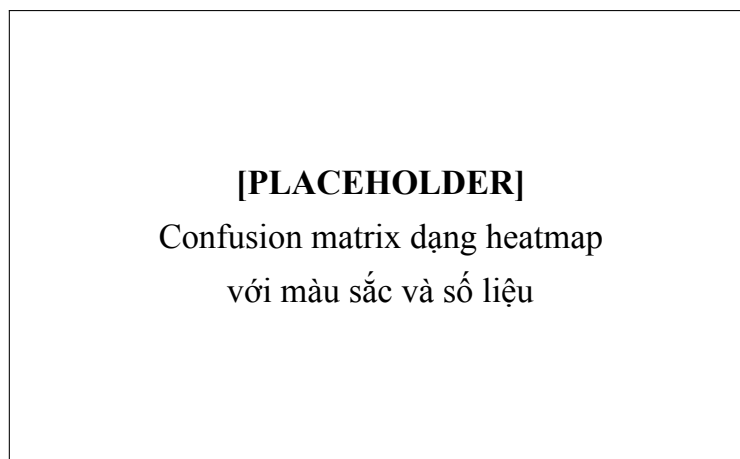 [PLACEHOLDER]
Confusion matrix dạng heatmap
với màu sắc và số liệu